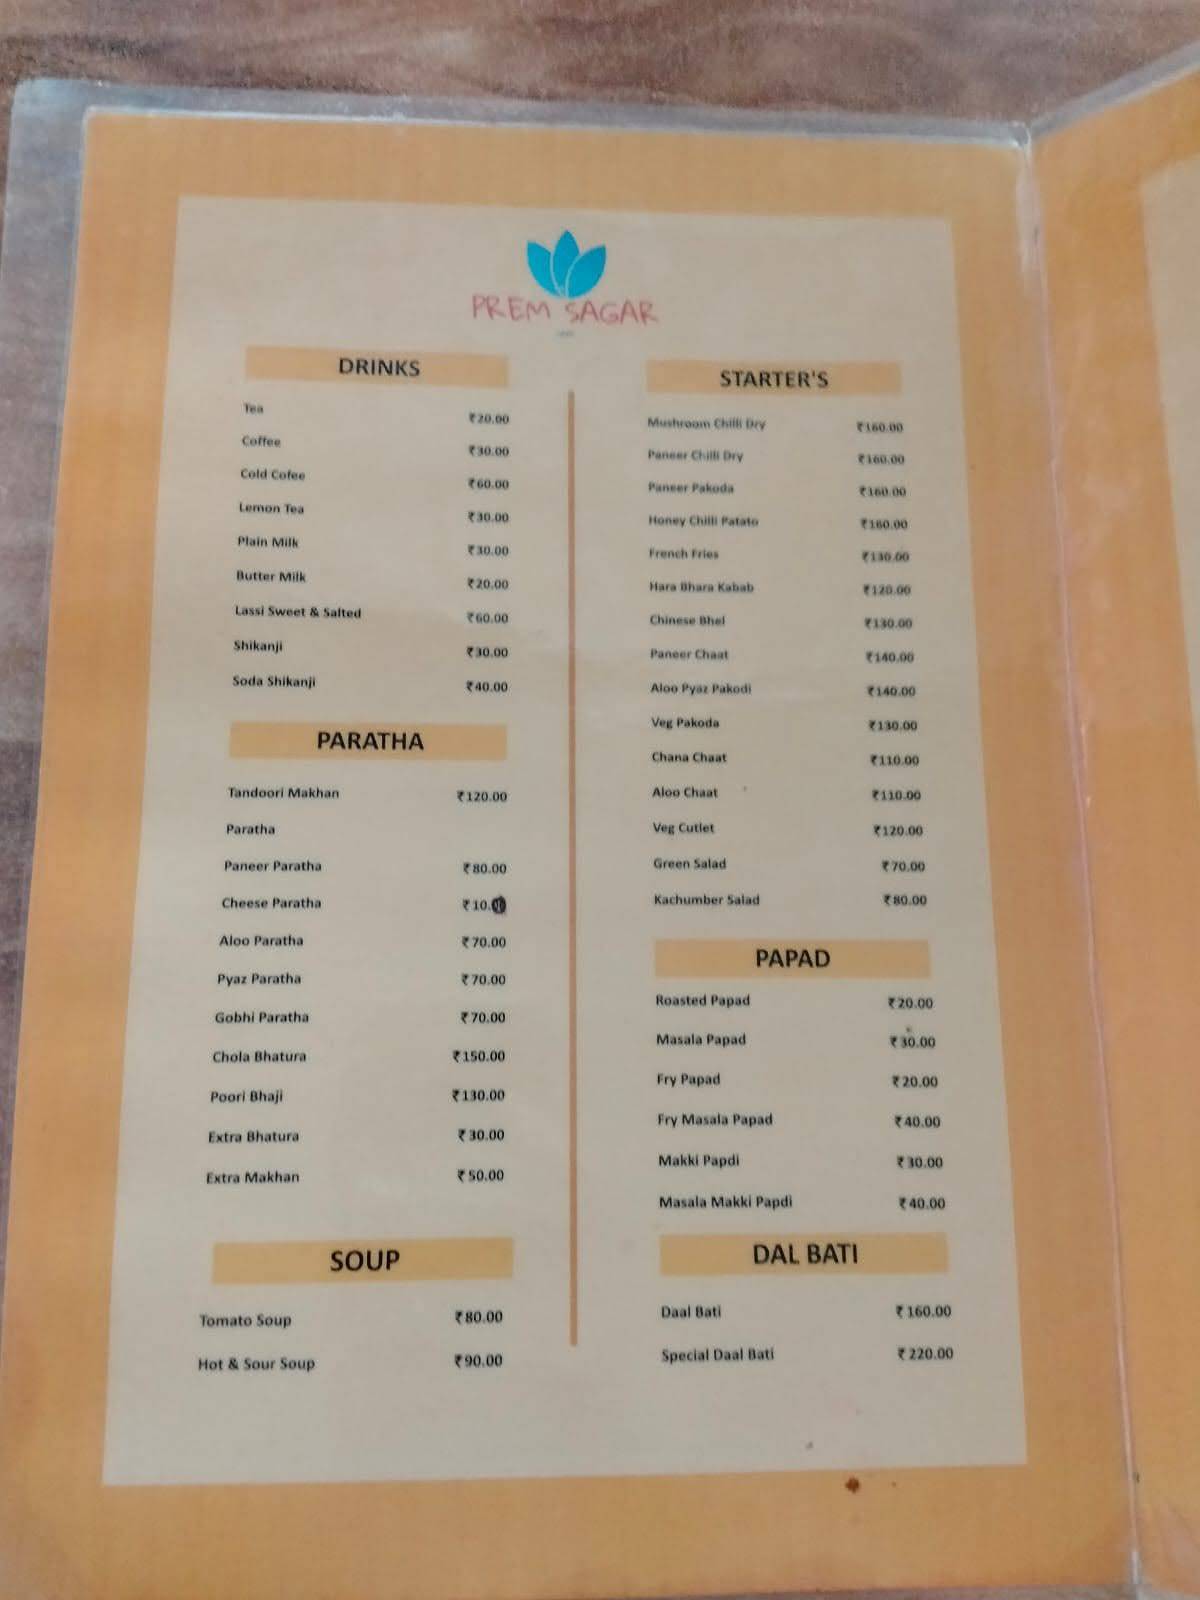 PREM SAGAR
DRINKS
Tea ₹20.00
Coffee ₹30.00
Cold Cofee ₹60.00
Lemon Tea ₹30.00
Plain Milk ₹30.00
Butter Milk ₹20.00
Lassi Sweet & Salted ₹60.00
Shikanji ₹30.00
Soda Shikanji ₹40.00
PARATHA
Tandoori Makhan ₹120.00
Paratha
Paneer Paratha ₹80.00
Cheese Paratha ₹10.
Aloo Paratha ₹70.00
Pyaz Paratha ₹70.00
Gobhi Paratha ₹70.00
Chola Bhatura ₹150.00
Poori Bhaji ₹130.00
Extra Bhatura ₹30.00
Extra Makhan ₹50.00
SOUP
Tomato Soup ₹80.00
Hot & Sour Soup ₹90.00
STARTER'S
Mushroom Chilli Dry ₹160.00
Paneer Chilli Dry ₹160.00
Paneer Pakoda ₹160.00
Honey Chilli Patato ₹160.00
French Fries ₹130.00
Hara Bhara Kabab ₹120.00
Chinese Bhel ₹130.00
Paneer Chaat ₹140.00
Aloo Pyaz Pakodi ₹140.00
Veg Pakoda ₹130.00
Chana Chaat ₹110.00
Aloo Chaat ₹110.00
Veg Cutlet ₹120.00
Green Salad ₹70.00
Kachumber Salad ₹80.00
PAPAD
Roasted Papad ₹20.00
Masala Papad ₹30.00
Fry Papad ₹20.00
Fry Masala Papad ₹40.00
Makki Papdi ₹30.00
Masala Makki Papdi ₹40.00
DAL BATI
Daal Bati ₹160.00
Special Daal Bati ₹220.00